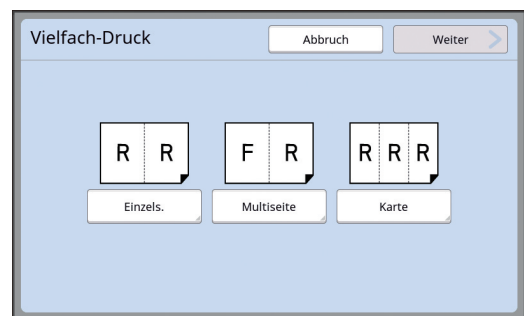 Vielfach-Druck
Abbruch
Weiter
R R
F R
R R R
Einzels.
Multiseite
Karte